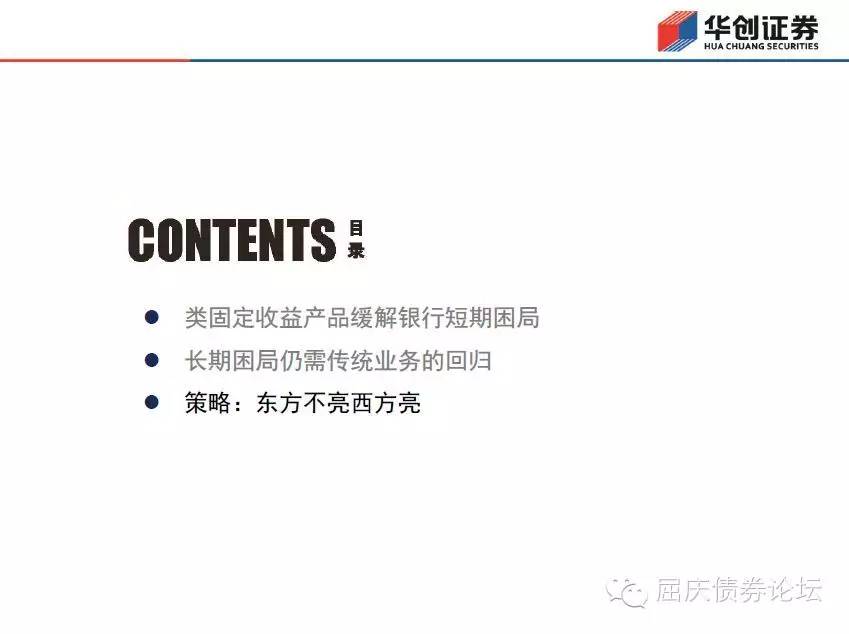 华创证券
HUA CHUANG SECURITIES
CONTENTS 目录
类固定收益产品缓解银行短期困局
长期困局仍需传统业务的回归
策略：东方不亮西方亮
屈庆债券论坛